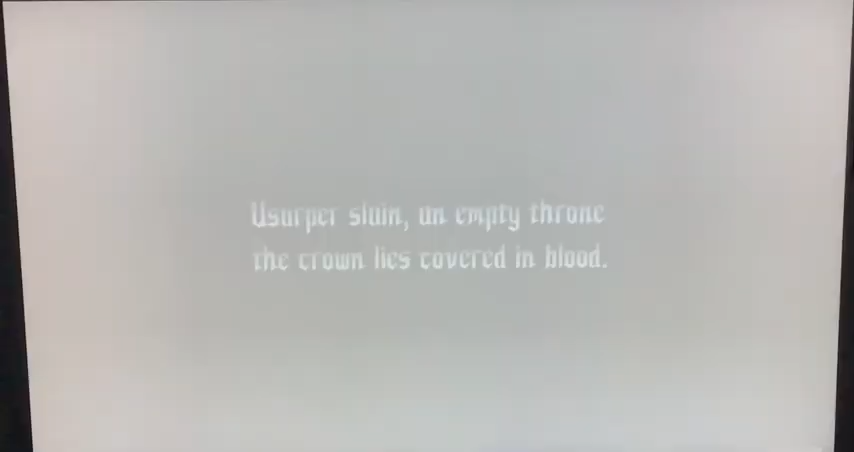 Usurper slain, an empty throne
the crown lies covered in blood.